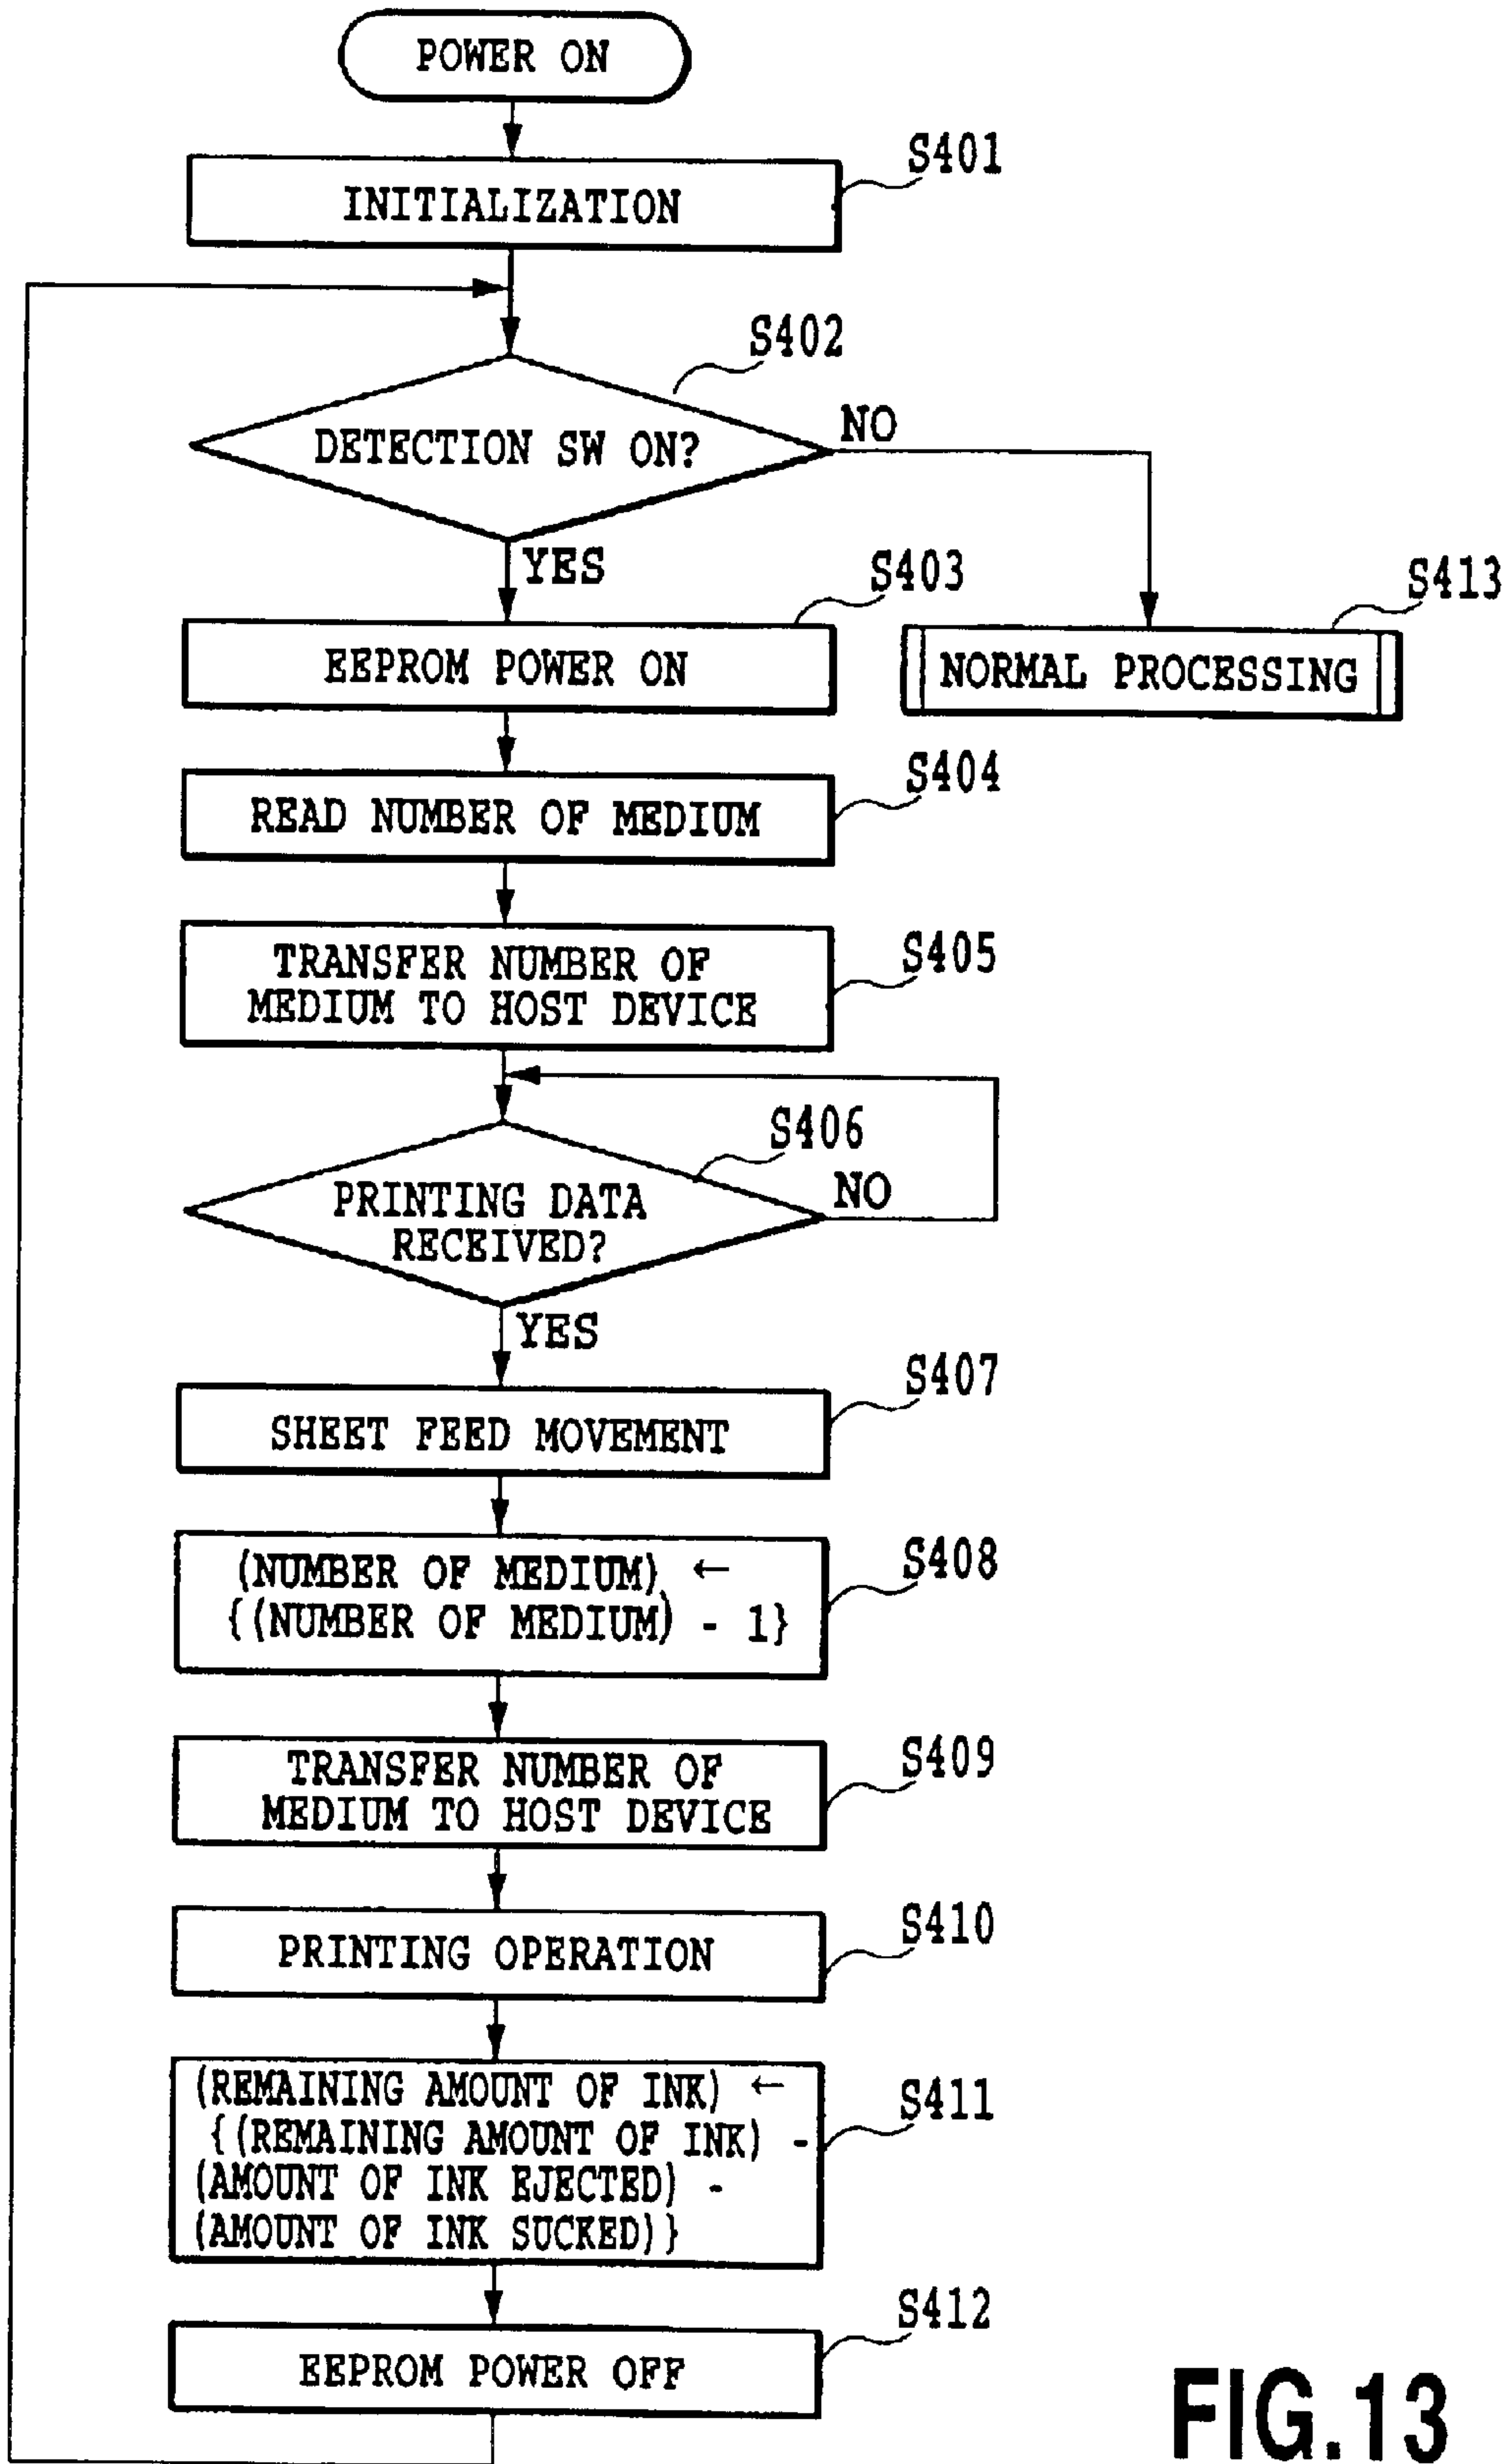 POWER ON
S401
INITIALIZATION
S402
DETECTION SW ON?
NO
YES
S403
S413
EEPROM POWER ON
NORMAL PROCESSING
S404
READ NUMBER OF MEDIUM
S405
TRANSFER NUMBER OF
MEDIUM TO HOST DEVICE
S406
PRINTING DATA
RECEIVED?
NO
YES
S407
SHEET FEED MOVEMENT
S408
(NUMBER OF MEDIUM) ←
{(NUMBER OF MEDIUM) - 1}
S409
TRANSFER NUMBER OF
MEDIUM TO HOST DEVICE
S410
PRINTING OPERATION
S411
(REMAINING AMOUNT OF INK) ←
{(REMAINING AMOUNT OF INK) -
(AMOUNT OF INK EJECTED) -
(AMOUNT OF INK SUCKED)}
S412
EEPROM POWER OFF
FIG.13